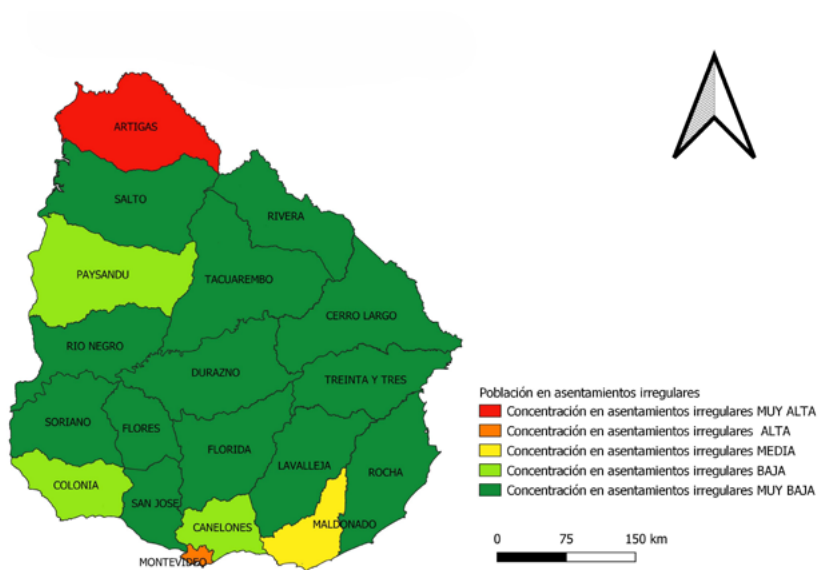 ARTIGAS
SALTO
RIVERA
PAYSANDU
TACUAREMBO
CERRO LARGO
RIO NEGRO
DURAZNO
TREINTA Y TRES
SORIANO
FLORES
FLORIDA
LAVALLEJA
ROCHA
COLONIA
SAN JOSE
CANELONES
MALDONADO
MONTEVIDEO
Población en asentamientos irregulares
Concentración en asentamientos irregulares MUY ALTA
Concentración en asentamientos irregulares ALTA
Concentración en asentamientos irregulares MEDIA
Concentración en asentamientos irregulares BAJA
Concentración en asentamientos irregulares MUY BAJA
0 75 150 km